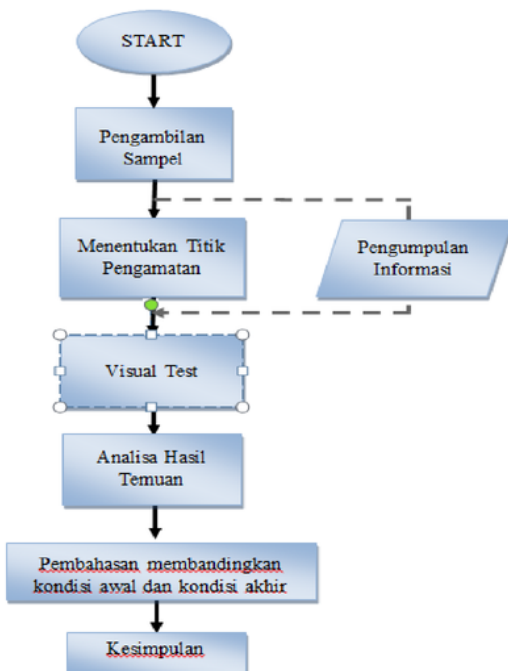 START
Pengambilan
Sampel
Menentukan Titik
Pengamatan
Pengumpulan
Informasi
Visual Test
Analisa Hasil
Temuan
Pembahasan membandingkan
kondisi awal dan kondisi akhir
Kesimpulan